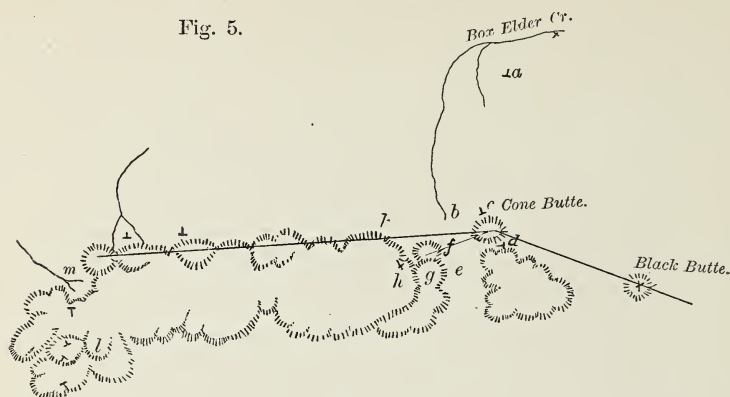 Fig. 5.
Box Elder Cr.
a
b
c Cone Butte.
d
f
e
h
g
Black Butte.
m
l